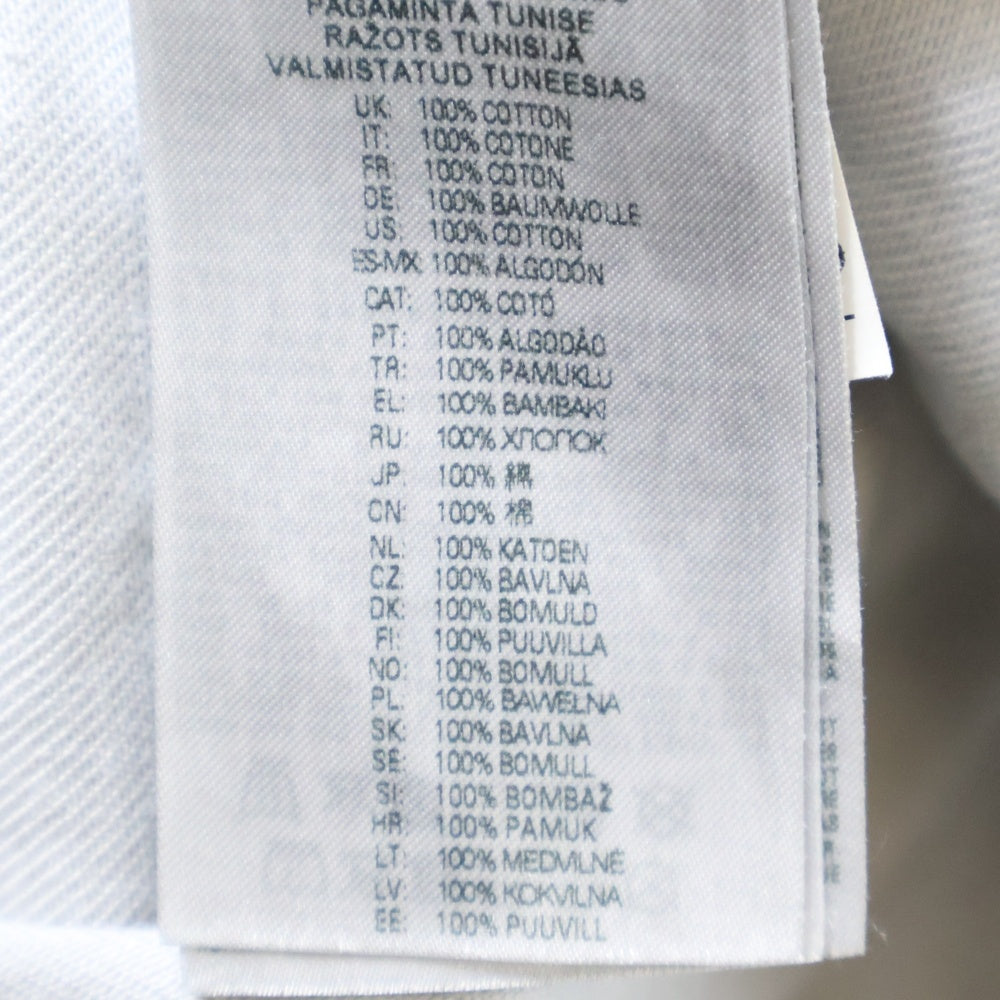 PAGAMINTA TUNISE
RAŽOTS TUNISIJĀ
VALMISTATUD TUNEESIAS
UK: 100% COTTON
IT: 100% COTONE
FR: 100% COTON
DE: 100% BAUMWOLLE
US: 100% COTTON
ES-MX: 100% ALGODÓN
CAT: 100% COTÓ
PT: 100% ALGODÃO
TR: 100% PAMUKLU
EL: 100% BAMBAKI
RU: 100% ХЛОПОК
JP: 100% 綿
CN: 100% 棉
NL: 100% KATOEN
CZ: 100% BAVLNA
DK: 100% BOMULD
FI: 100% PUUVILLA
NO: 100% BOMULL
PL: 100% BAWEŁNA
SK: 100% BAVLNA
SE: 100% BOMULL
SI: 100% BOMBAŽ
HR: 100% PAMUK
LT: 100% MEDVILNĖ
LV: 100% KOKVILNA
EE: 100% PUUVILL